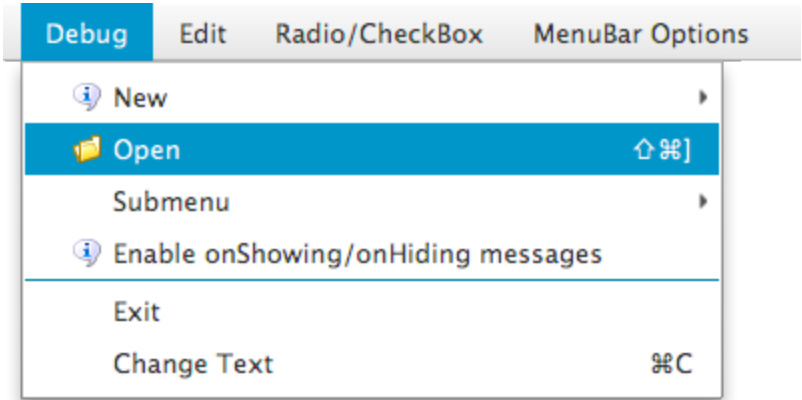 Debug Edit Radio/CheckBox MenuBar Options
New
Open ⇧⌘]
Submenu
Enable onShowing/onHiding messages
Exit
Change Text ⌘C